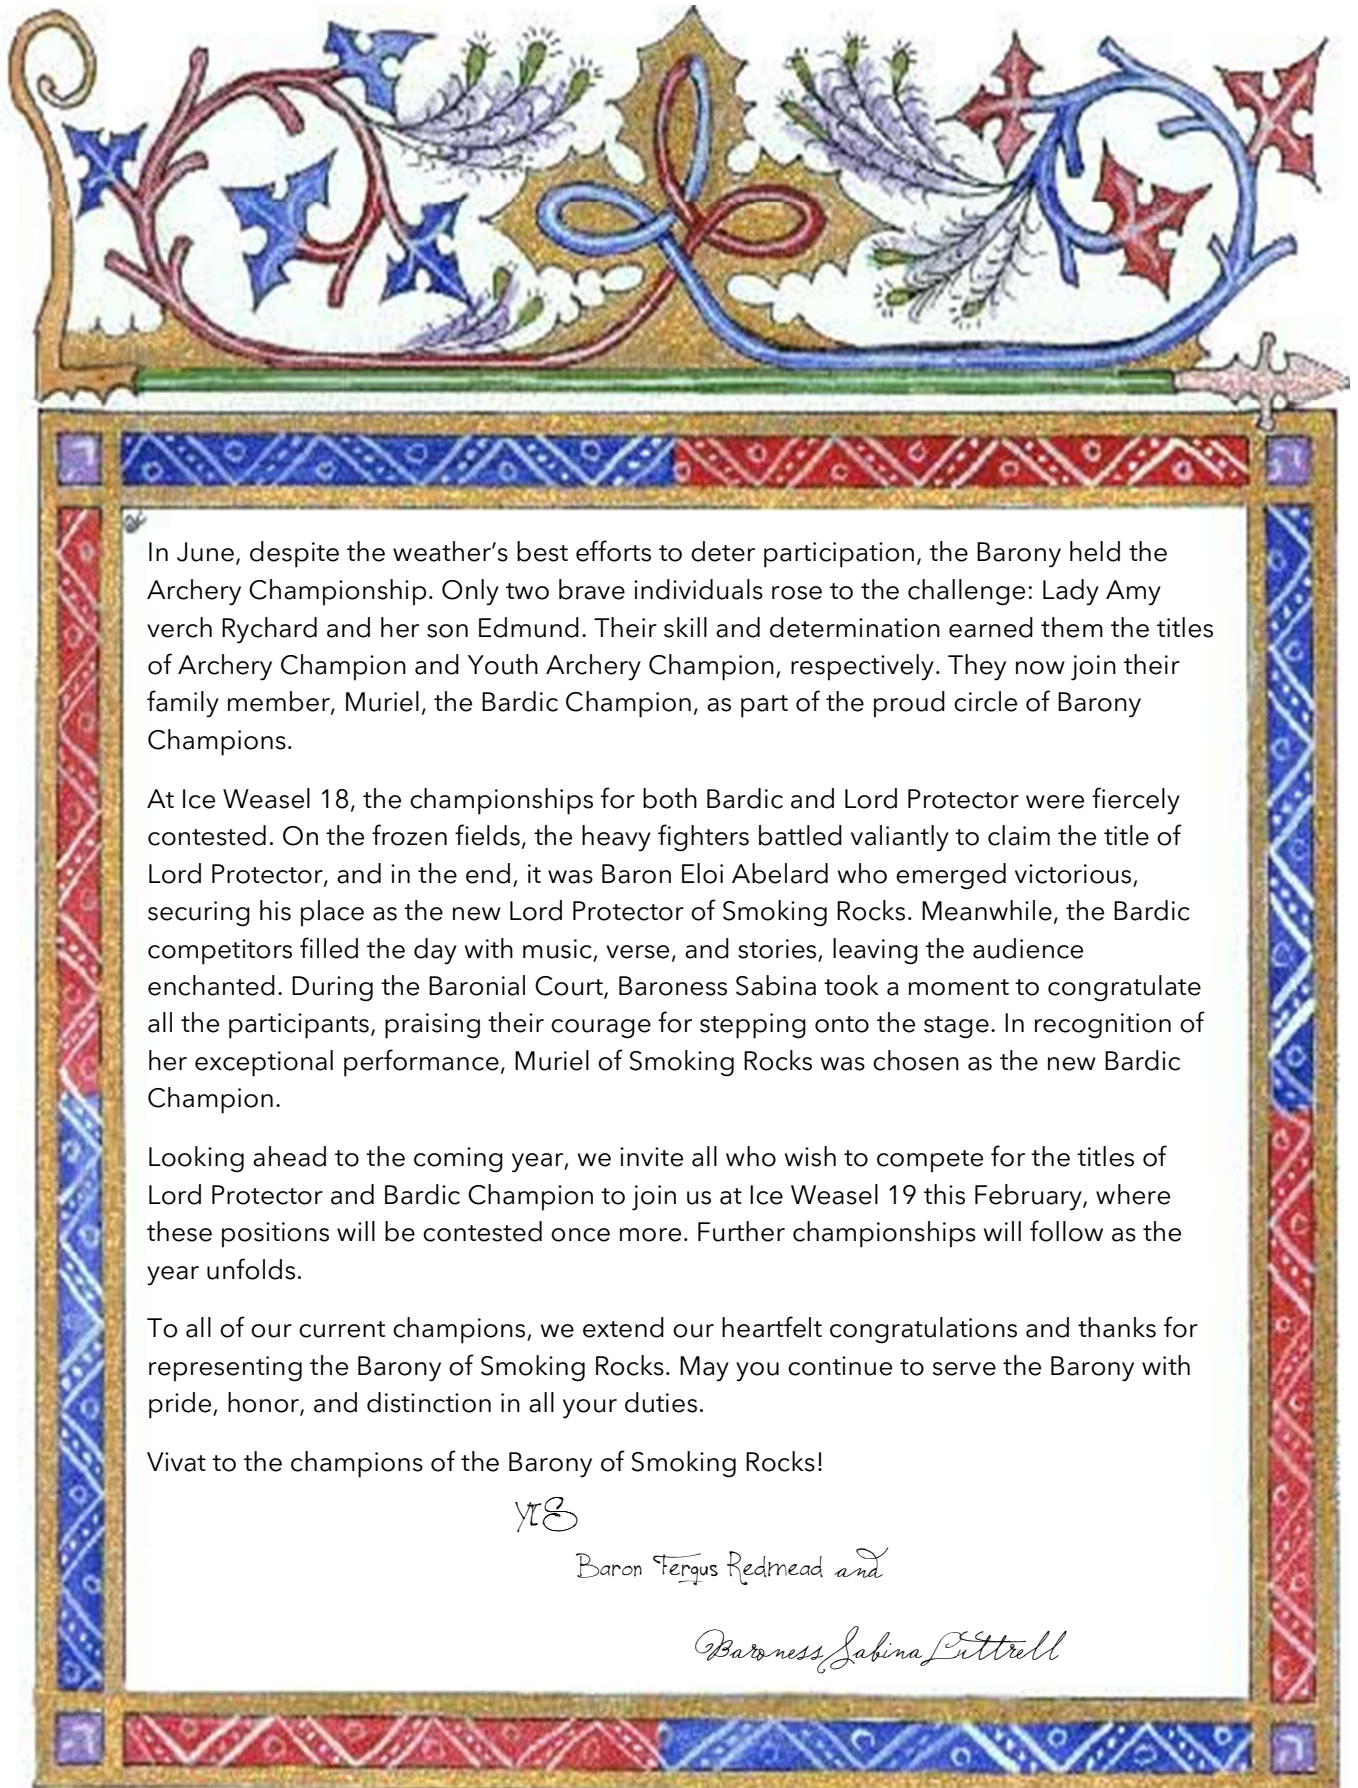 In June, despite the weather’s best efforts to deter participation, the Barony held the
Archery Championship. Only two brave individuals rose to the challenge: Lady Amy
verch Rychard and her son Edmund. Their skill and determination earned them the titles
of Archery Champion and Youth Archery Champion, respectively. They now join their
family member, Muriel, the Bardic Champion, as part of the proud circle of Barony
Champions.
At Ice Weasel 18, the championships for both Bardic and Lord Protector were fiercely
contested. On the frozen fields, the heavy fighters battled valiantly to claim the title of
Lord Protector, and in the end, it was Baron Eloi Abelard who emerged victorious,
securing his place as the new Lord Protector of Smoking Rocks. Meanwhile, the Bardic
competitors filled the day with music, verse, and stories, leaving the audience
enchanted. During the Baronial Court, Baroness Sabina took a moment to congratulate
all the participants, praising their courage for stepping onto the stage. In recognition of
her exceptional performance, Muriel of Smoking Rocks was chosen as the new Bardic
Champion.
Looking ahead to the coming year, we invite all who wish to compete for the titles of
Lord Protector and Bardic Champion to join us at Ice Weasel 19 this February, where
these positions will be contested once more. Further championships will follow as the
year unfolds.
To all of our current champions, we extend our heartfelt congratulations and thanks for
representing the Barony of Smoking Rocks. May you continue to serve the Barony with
pride, honor, and distinction in all your duties.
Vivat to the champions of the Barony of Smoking Rocks!
YIS
Baron Fergus Redmead and
Baroness Sabina Luttrell